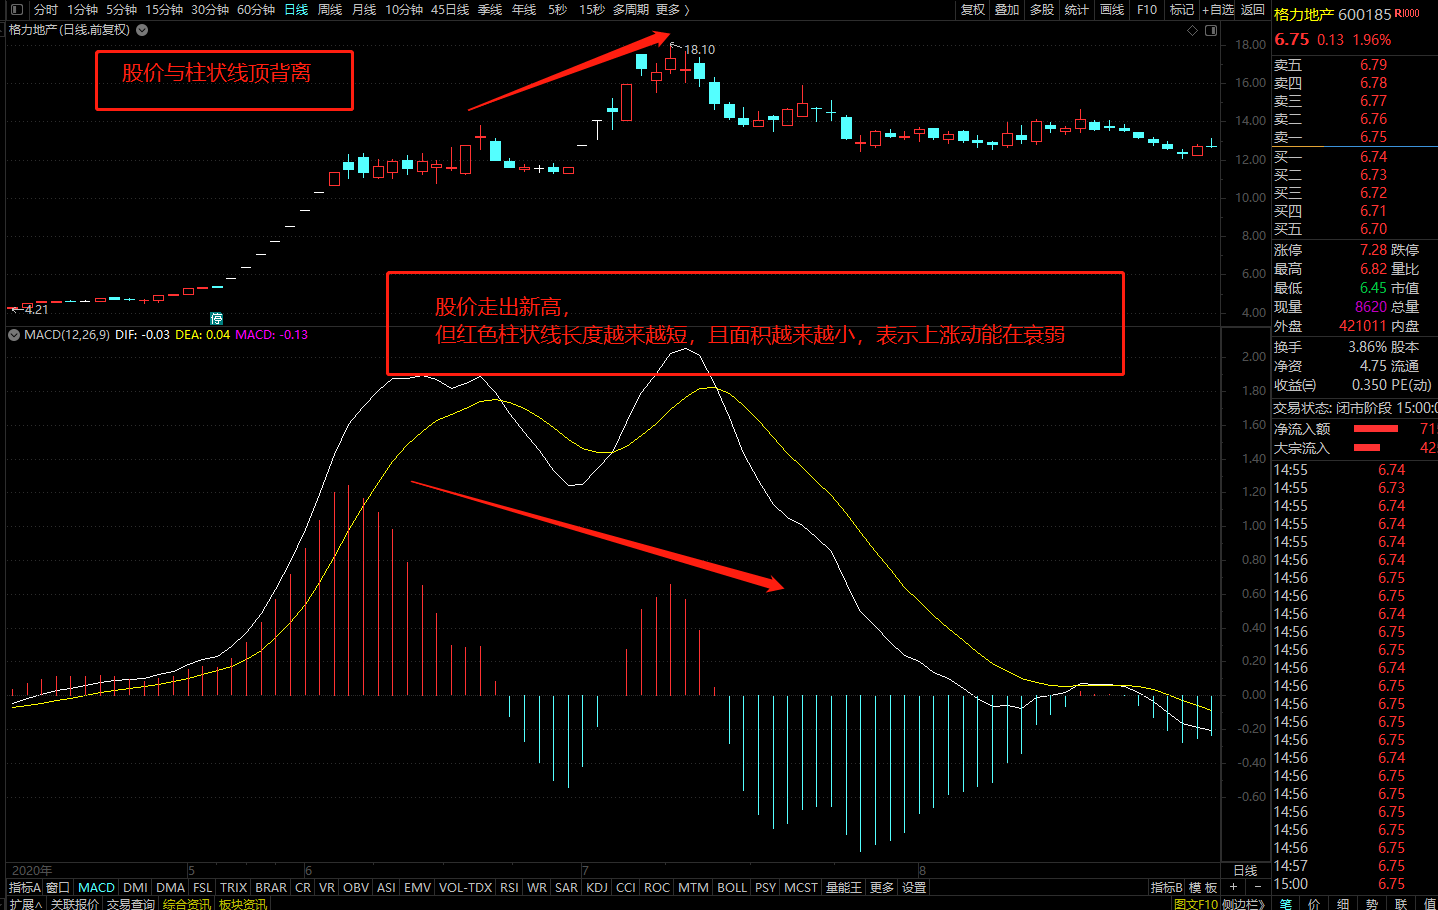 分时 1分钟 5分钟 15分钟 30分钟 60分钟 日线 周线 月线 10分钟 45日线 季线 年线 5秒 15秒 多周期 更多 〉 复权 叠加 多股 统计 画线 F10 标记 +自选 返回
格力地产(日线.前复权)
格力地产 600185 R1000
6.75 0.13 1.96%
股价与柱状线顶背离
18.10
4.21
停
18.00
16.00
14.00
12.00
10.00
8.00
6.00
4.00
股价走出新高,
但红色柱状线长度越来越短，且面积越来越小，表示上涨动能在衰弱
MACD(12,26,9) DIF: -0.03 DEA: 0.04 MACD: -0.13
2.00
1.80
1.60
1.40
1.20
1.00
0.80
0.60
0.40
0.20
0.00
-0.20
-0.40
-0.60
2020年 5 6 7 8 日线
卖五 6.79
卖四 6.78
卖三 6.77
卖二 6.76
卖一 6.75
买一 6.74
买二 6.73
买三 6.72
买四 6.71
买五 6.70
涨停 7.28 跌停
最高 6.82 量比
最低 6.45 市值
现量 8620 总量
外盘 421011 内盘
换手 3.86% 股本
净资 4.75 流通
收益㈢ 0.350 PE(动)
交易状态: 闭市阶段 15:00:0
净流入额 71
大宗流入 42
14:55 6.74
14:55 6.73
14:55 6.74
14:55 6.74
14:55 6.74
14:56 6.74
14:56 6.75
14:56 6.75
14:56 6.74
14:56 6.75
14:56 6.75
14:56 6.74
14:56 6.75
14:56 6.75
14:56 6.75
14:56 6.75
14:56 6.74
14:56 6.75
14:56 6.75
14:56 6.75
14:56 6.75
14:56 6.75
14:57 6.75
15:00 6.75
指标A 窗口 MACD DMI DMA FSL TRIX BRAR CR VR OBV ASI EMV VOL-TDX RSI WR SAR KDJ CCI ROC MTM BOLL PSY MCST 量能王 更多 设置 指标B 模板 + −
扩展∧ 关联报价 交易查询 综合资讯 板块资讯 图文F10 侧边栏》 笔 价 细 势 联 值